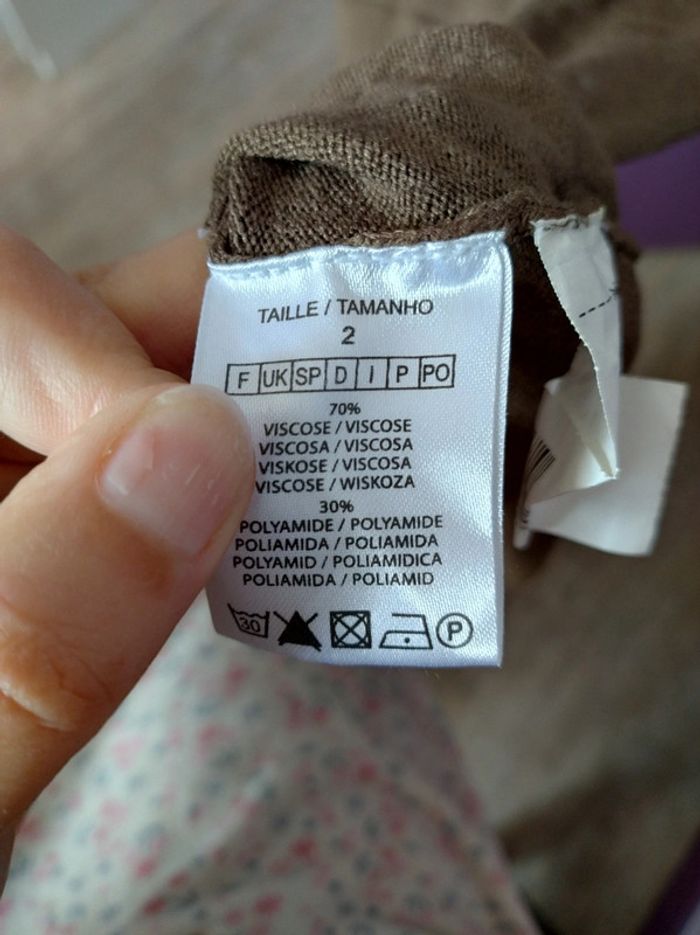 TAILLE / TAMANHO
2
F UK SP D I P PO
70%
VISCOSE / VISCOSE
VISCOSA / VISCOSA
VISKOSE / VISCOSA
VISCOSE / WISKOZA
30%
POLYAMIDE / POLYAMIDE
POLIAMIDA / POLIAMIDA
POLYAMID / POLIAMIDICA
POLIAMIDA / POLIAMID
30 P